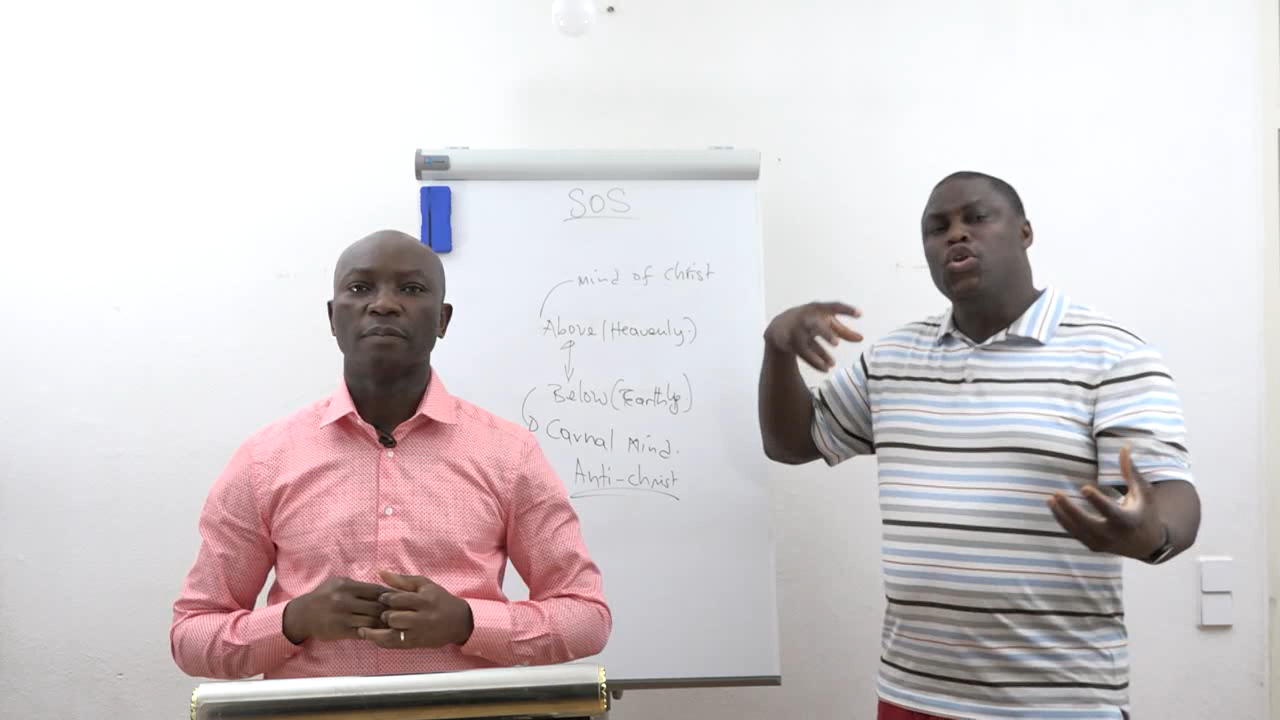 SOS
Mind of Christ
Above (Heavenly)
Below (Earthly)
Carnal Mind.
Anti-christ